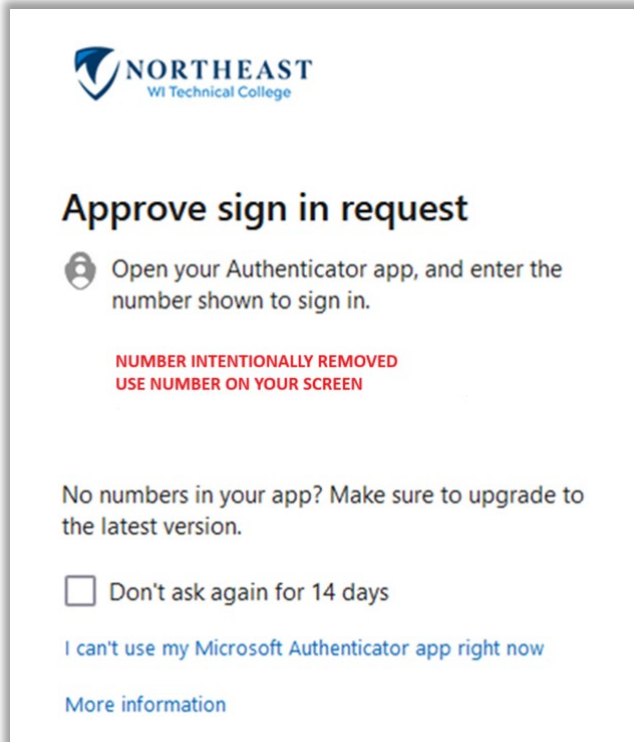 NORTHEAST
WI Technical College
Approve sign in request
Open your Authenticator app, and enter the
number shown to sign in.
NUMBER INTENTIONALLY REMOVED
USE NUMBER ON YOUR SCREEN
No numbers in your app? Make sure to upgrade to
the latest version.
Don't ask again for 14 days
I can't use my Microsoft Authenticator app right now
More information